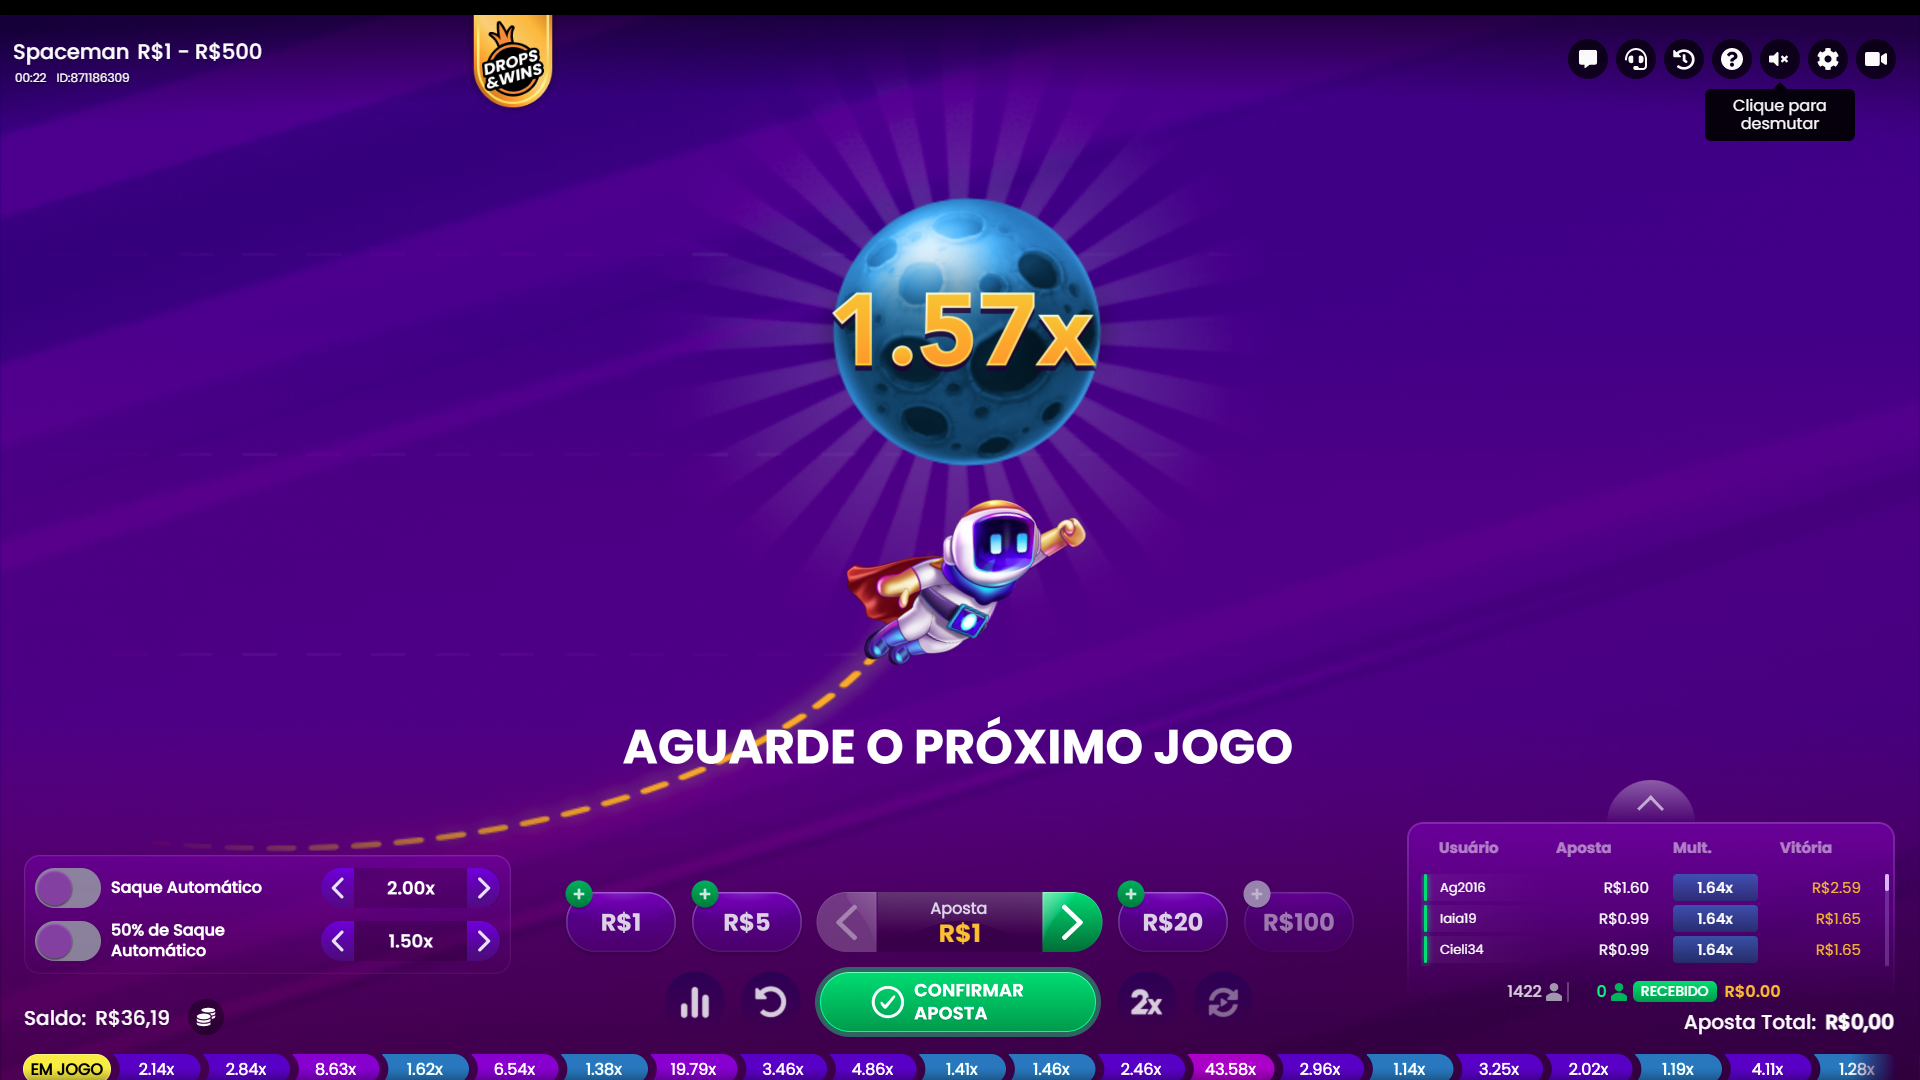 Spaceman R$1 - R$500
00:22 ID:871186309
DROPS
&WINS
Clique para
desmutar
1.57x
AGUARDE O PRÓXIMO JOGO
Saque Automático
2.00x
50% de Saque
Automático
1.50x
Saldo: R$36,19
R$1
R$5
Aposta
R$1
R$20
R$100
CONFIRMAR
APOSTA
2x
Usuário Aposta Mult. Vitória
Ag2016 R$1.60 1.64x R$2.59
Iaia19 R$0.99 1.64x R$1.65
Cieli34 R$0.99 1.64x R$1.65
1422 0 RECEBIDO R$0.00
Aposta Total: R$0,00
EM JOGO 2.14x 2.84x 8.63x 1.62x 6.54x 1.38x 19.79x 3.46x 4.86x 1.41x 1.46x 2.46x 43.58x 2.96x 1.14x 3.25x 2.02x 1.19x 4.11x 1.28x